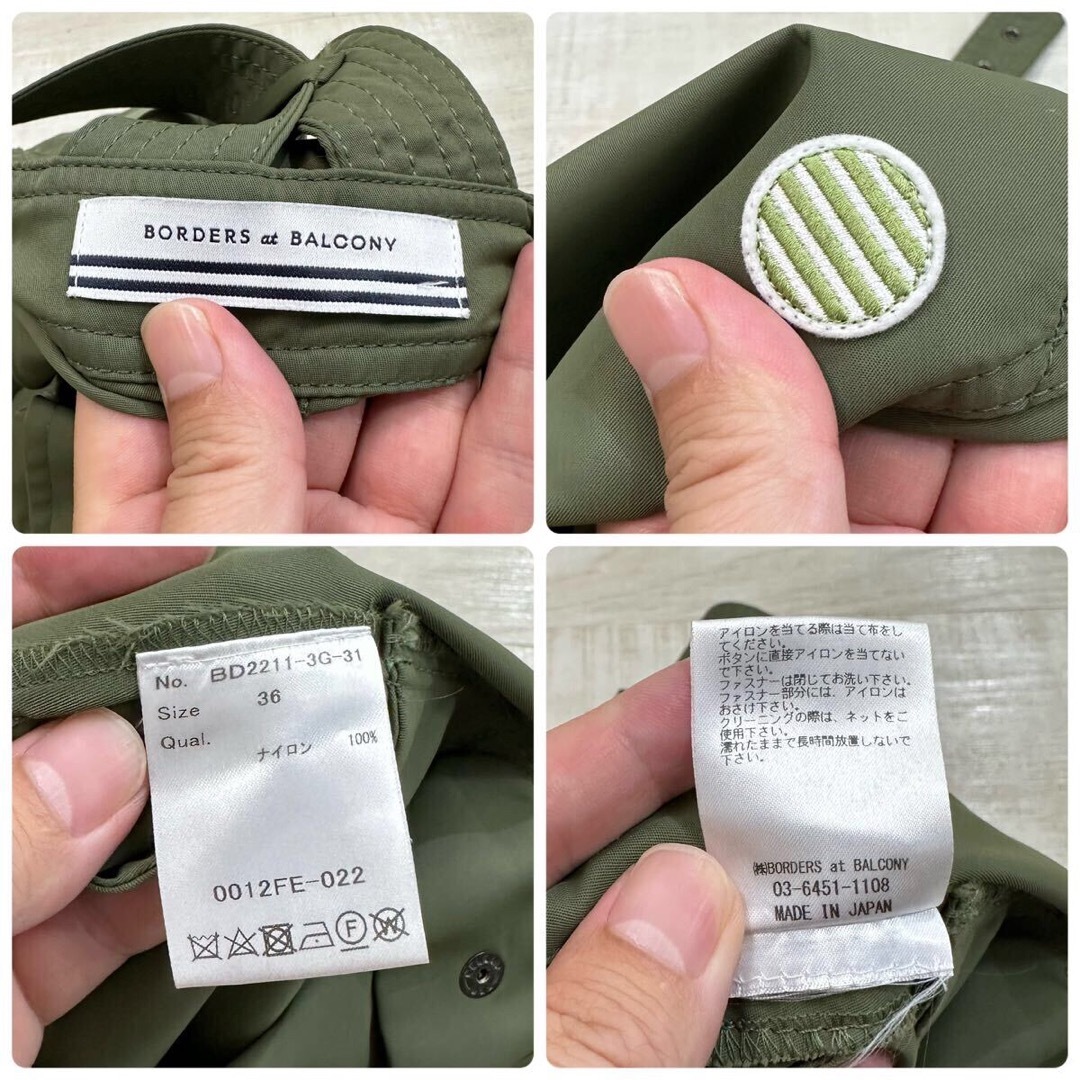 BORDERS at BALCONY
No. BD2211-3G-31
Size 36
Qual. ナイロン 100%
0012FE-022
F
W
アイロンを当てる際は当て布をし
てください。
ボタンに直接アイロンを当てない
で下さい。
ファスナーは閉じてお洗い下さい。
ファスナー部分には、アイロンは
おさけ下さい。
クリーニングの際は、ネットをご
使用下さい。
濡れたままで長時間放置しないで
下さい。
㈱BORDERS at BALCONY
03-6451-1108
MADE IN JAPAN